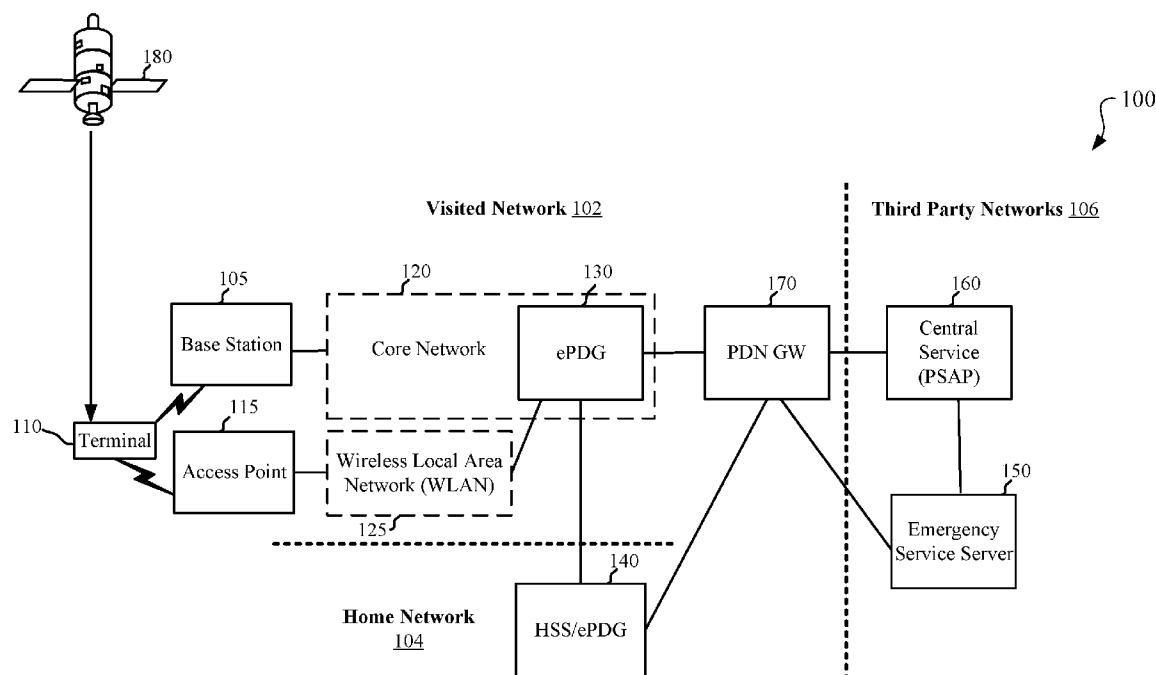 180
100
Visited Network 102
Third Party Networks 106
120
130
105
170
160
Base Station
Core Network
ePDG
PDN GW
Central
Service
(PSAP)
110
Terminal
115
Access Point
Wireless Local Area
Network (WLAN)
125
150
Emergency
Service Server
140
Home Network
104
HSS/ePDG